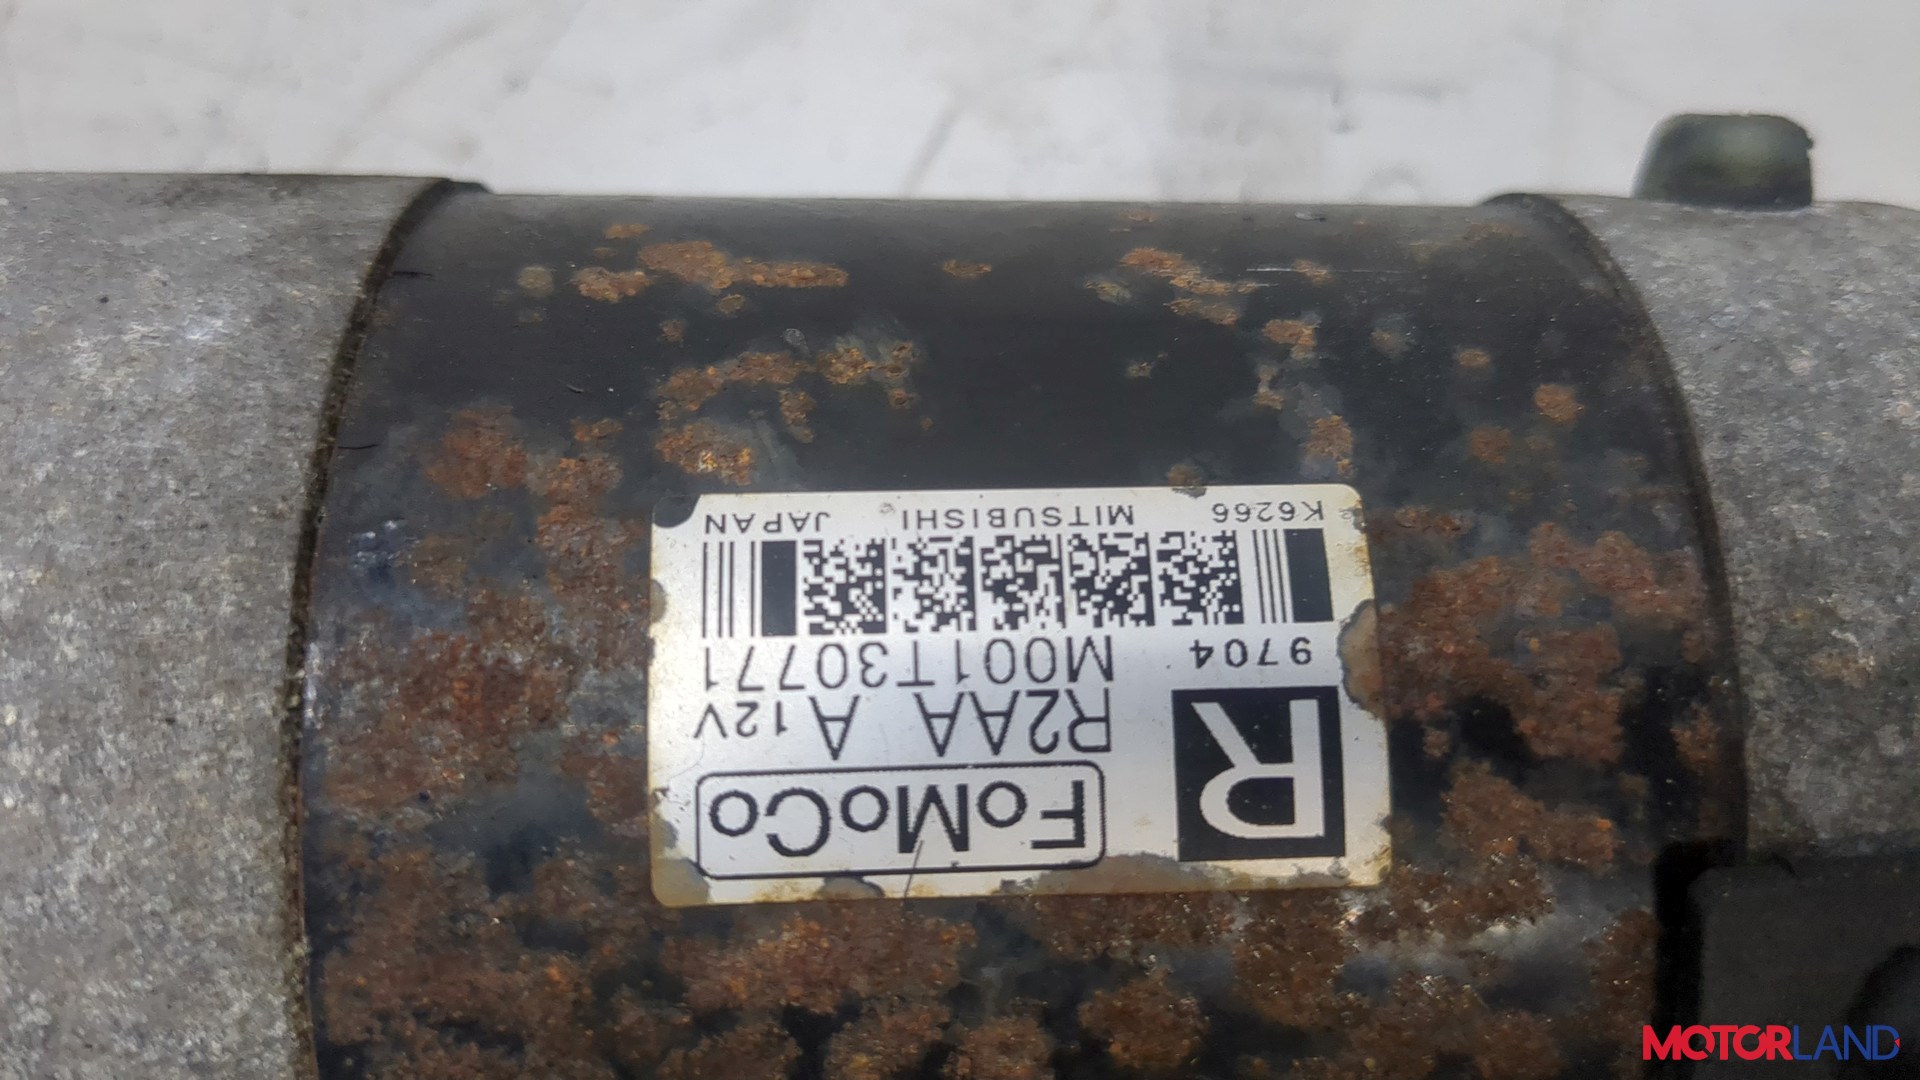 FoMoCo
R
R2AA A 12V
9704 M001T30771
K6266 MITSUBISHI JAPAN
MOTORLAND